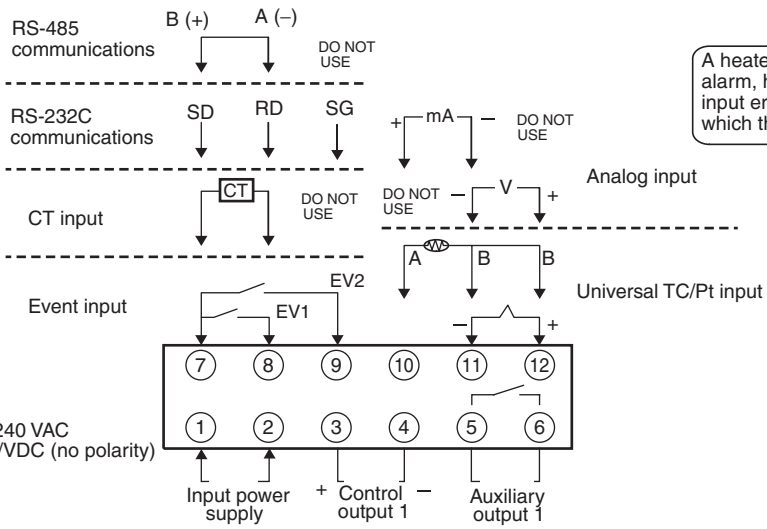 RS-485
communications
B (+)
A (–)
DO NOT
USE
RS-232C
communications
SD
RD
SG
+
mA
–
DO NOT
USE
A heate
alarm, h
input er
which th
CT input
CT
DO NOT
USE
DO NOT
USE
–
V
+
Analog input
Event input
EV2
EV1
A
B
B
–
+
Universal TC/Pt input
7
8
9
10
11
12
240 VAC
/VDC (no polarity)
1
2
3
4
5
6
Input power
supply
+ Control –
output 1
Auxiliary
output 1